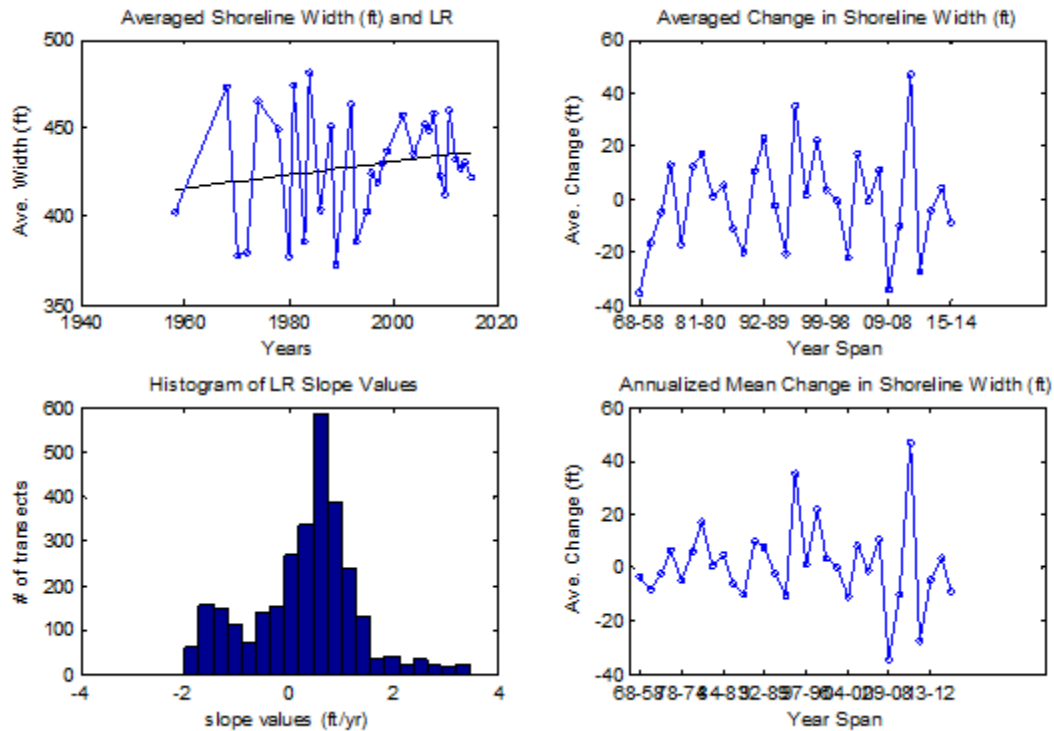 Averaged Shoreline Width (ft) and LR
500
450
400
350
Ave. Width (ft)
1940 1960 1980 2000 2020
Years
Averaged Change in Shoreline Width (ft)
60
40
20
0
-20
-40
Ave. Change (ft)
68-58 81-80 92-89 99-98 09-08 15-14
Year Span
Histogram of LR Slope Values
600
500
400
300
200
100
0
# of transects
-4 -2 0 2 4
slope values (ft/yr)
Annualized Mean Change in Shoreline Width (ft)
60
40
20
0
-20
-40
Ave. Change (ft)
68-58 78-74 92-89 97-96 04-02 09-08 13-12
Year Span